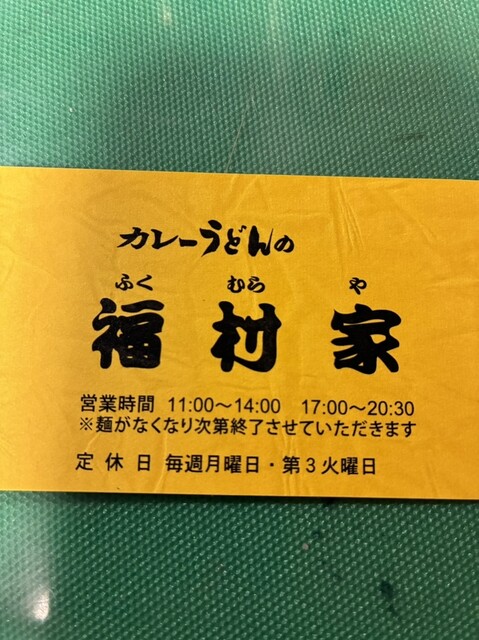 カレーうどんの
ふく むら や
福村家
営業時間 11:00〜14:00 17:00〜20:30
※麺がなくなり次第終了させていただきます
定休日 毎週月曜日・第3火曜日